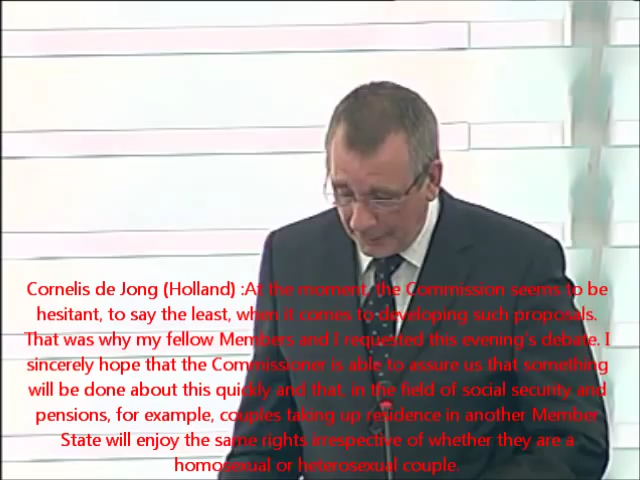 Cornelis de Jong (Holland) :At the moment, the Commission seems to be
hesitant, to say the least, when it comes to developing such proposals.
That was why my fellow Members and I requested this evening's debate. I
sincerely hope that the Commissioner is able to assure us that something
will be done about this quickly and that, in the field of social security and
pensions, for example, couples taking up residence in another Member
State will enjoy the same rights irrespective of whether they are a
homosexual or heterosexual couple.